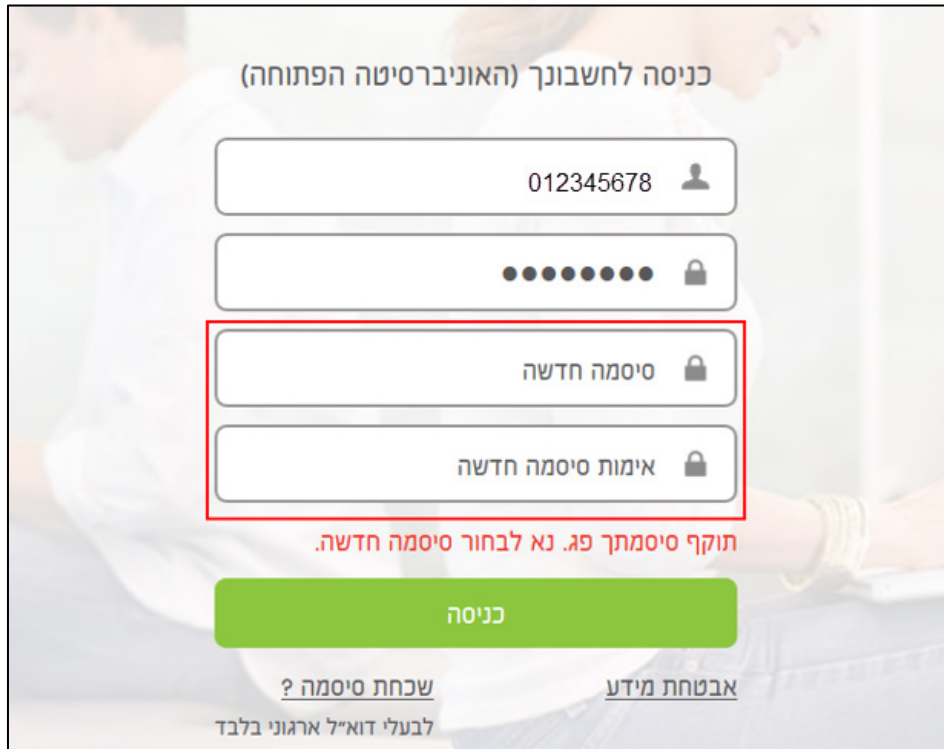 כניסה לחשבונך (האוניברסיטה הפתוחה)
012345678
●●●●●●●●
סיסמה חדשה
אימות סיסמה חדשה
תוקף סיסמתך פג. נא לבחור סיסמה חדשה.
כניסה
אבטחת מידע שכחת סיסמה ?
לבעלי דוא״ל ארגוני בלבד